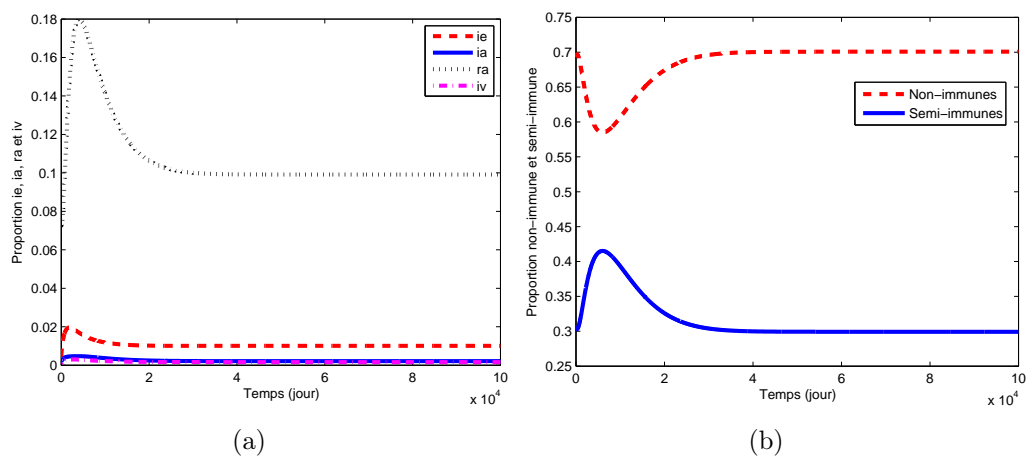 Proportion ie, ia, ra et iv
0.18
0.16
0.14
0.12
0.1
0.08
0.06
0.04
0.02
0
0 2 4 6 8 10
x 10^4
Temps (jour)
ie
ia
ra
iv
(a)
Proportion non−immune et semi−immune
0.75
0.7
0.65
0.6
0.55
0.5
0.45
0.4
0.35
0.3
0.25
0 2 4 6 8 10
x 10^4
Temps (jour)
Non−immunes
Semi−immunes
(b)